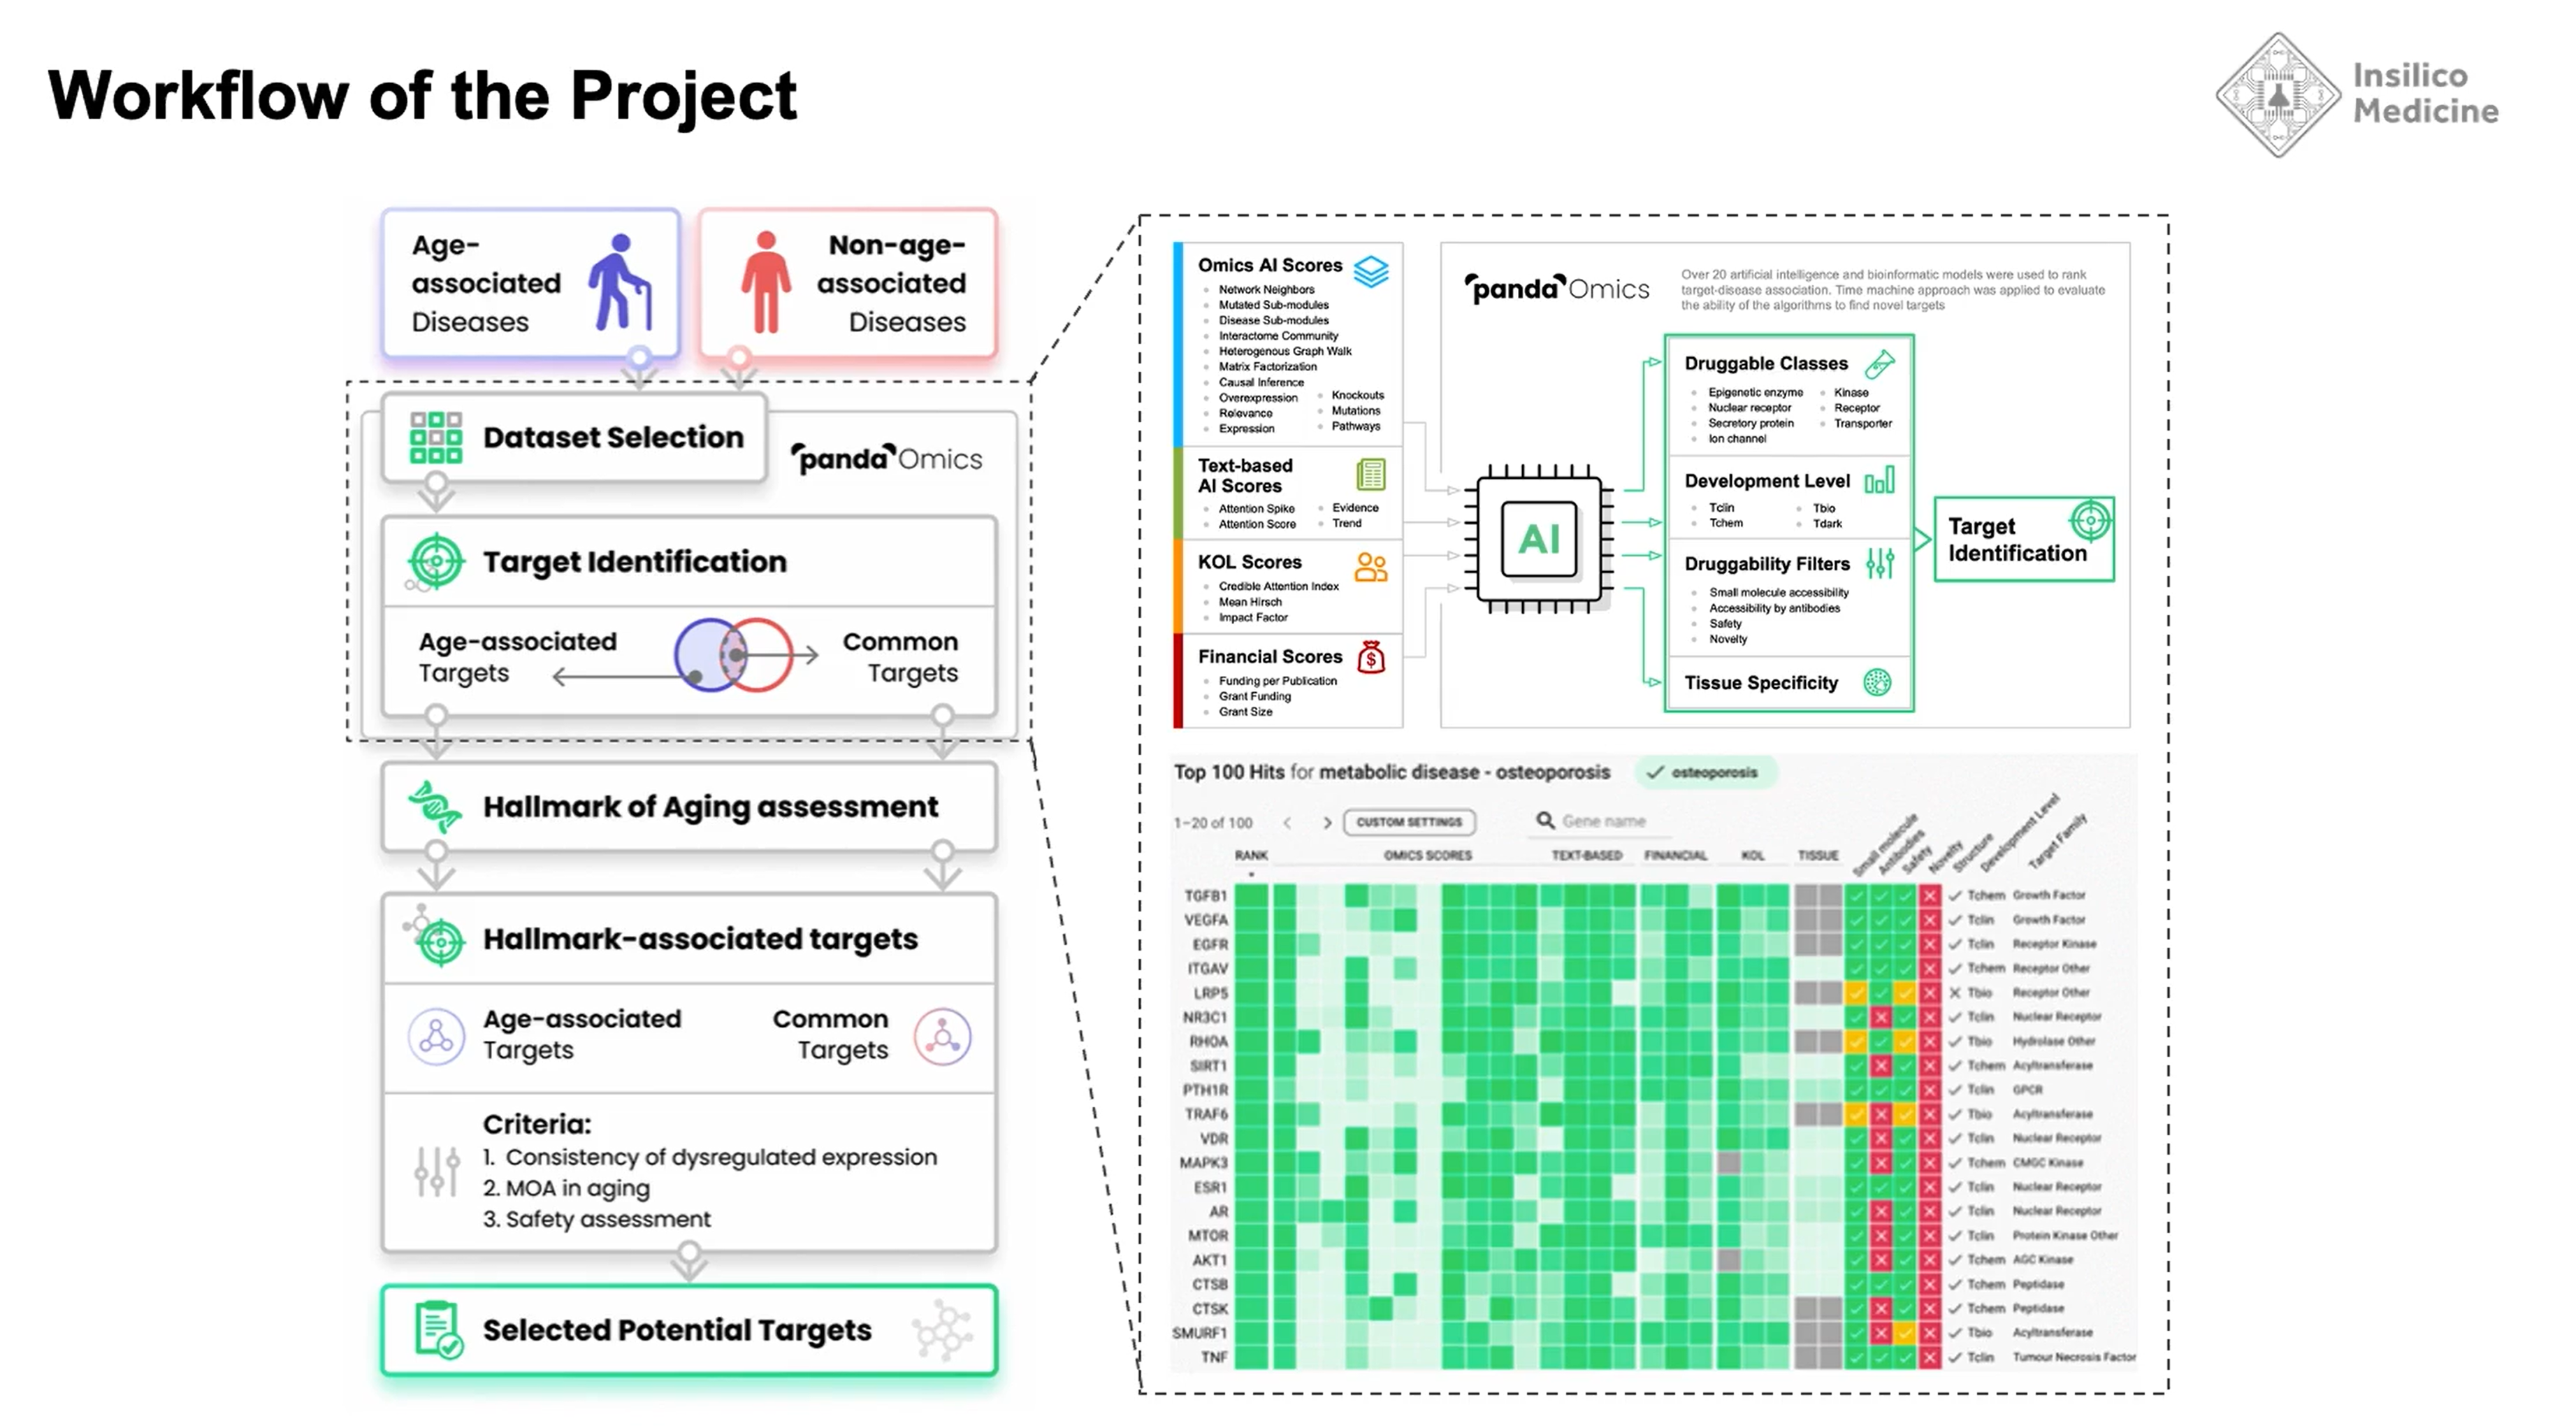 Workflow of the Project
Insilico
Medicine
Age-
associated
Diseases
Non-age-
associated
Diseases
Dataset Selection
pandaOmics
Target Identification
Age-associated
Targets
Common
Targets
Hallmark of Aging assessment
Hallmark-associated targets
Age-associated
Targets
Common
Targets
Criteria:
1. Consistency of dysregulated expression
2. MOA in aging
3. Safety assessment
Selected Potential Targets
Omics AI Scores
Network Neighbors
Mutated Sub-modules
Disease Sub-modules
Interactome Community
Heterogenous Graph Walk
Matrix Factorization
Causal Inference
Overexpression
Relevance
Expression
Knockouts
Mutations
Pathways
Text-based
AI Scores
Attention Spike
Attention Score
Evidence
Trend
KOL Scores
Credible Attention Index
Mean Hirsch
Impact Factor
Financial Scores
$
Funding per Publication
Grant Funding
Grant Size
pandaOmics
Over 20 artificial intelligence and bioinformatic models were used to rank
target-disease association. Time machine approach was applied to evaluate
the ability of the algorithms to find novel targets
AI
Druggable Classes
Epigenetic enzyme
Nuclear receptor
Secretory protein
Ion channel
Kinase
Receptor
Transporter
Development Level
Tclin
Tchem
Tbio
Tdark
Druggability Filters
Small molecule accessibility
Accessibility by antibodies
Safety
Novelty
Tissue Specificity
Target
Identification
Top 100 Hits for metabolic disease - osteoporosis
osteoporosis
1–20 of 100
CUSTOM SETTINGS
Gene name
RANK OMICS SCORES TEXT-BASED FINANCIAL KOL TISSUE
Small molecule
Antibodies
Safety
Novelty
Structure
Development Level
Target Family
TGFB1 Tchem Growth Factor
VEGFA Tclin Growth Factor
EGFR Tclin Receptor Kinase
ITGAV Tchem Receptor Other
LRP5 Tbio Receptor Other
NR3C1 Tclin Nuclear Receptor
RHOA Tbio Hydrolase Other
SIRT1 Tchem Acyltransferase
PTH1R Tclin GPCR
TRAF6 Tbio Acyltransferase
VDR Tclin Nuclear Receptor
MAPK3 Tchem CMGC Kinase
ESR1 Tclin Nuclear Receptor
AR Tclin Nuclear Receptor
MTOR Tclin Protein Kinase Other
AKT1 Tchem AGC Kinase
CTSB Tchem Peptidase
CTSK Tchem Peptidase
SMURF1 Tbio Acyltransferase
TNF Tclin Tumour Necrosis Factor